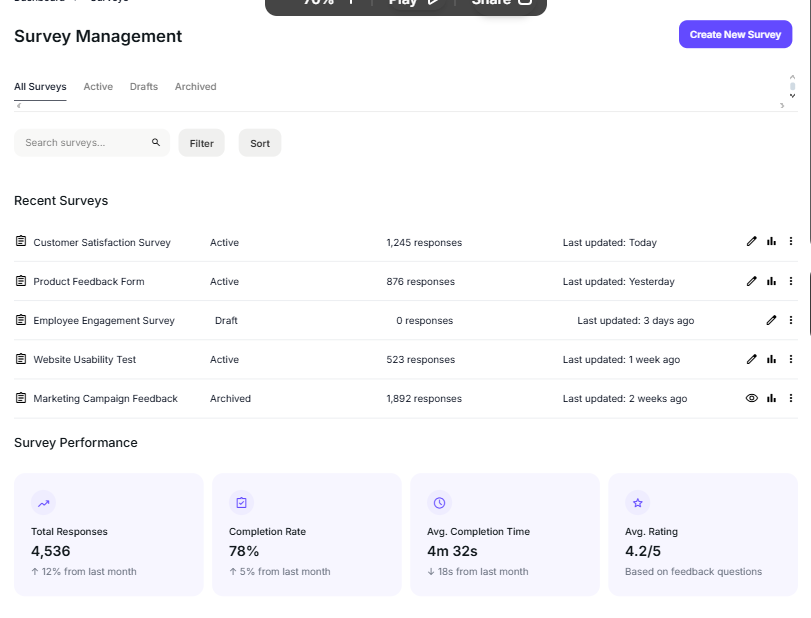 Dashboard Surveys
70% Play Share
Survey Management
Create New Survey
All Surveys Active Drafts Archived
Search surveys... Filter Sort
Recent Surveys
Customer Satisfaction Survey Active 1,245 responses Last updated: Today
Product Feedback Form Active 876 responses Last updated: Yesterday
Employee Engagement Survey Draft 0 responses Last updated: 3 days ago
Website Usability Test Active 523 responses Last updated: 1 week ago
Marketing Campaign Feedback Archived 1,892 responses Last updated: 2 weeks ago
Survey Performance
Total Responses
4,536
↑ 12% from last month
Completion Rate
78%
↑ 5% from last month
Avg. Completion Time
4m 32s
↓ 18s from last month
Avg. Rating
4.2/5
Based on feedback questions